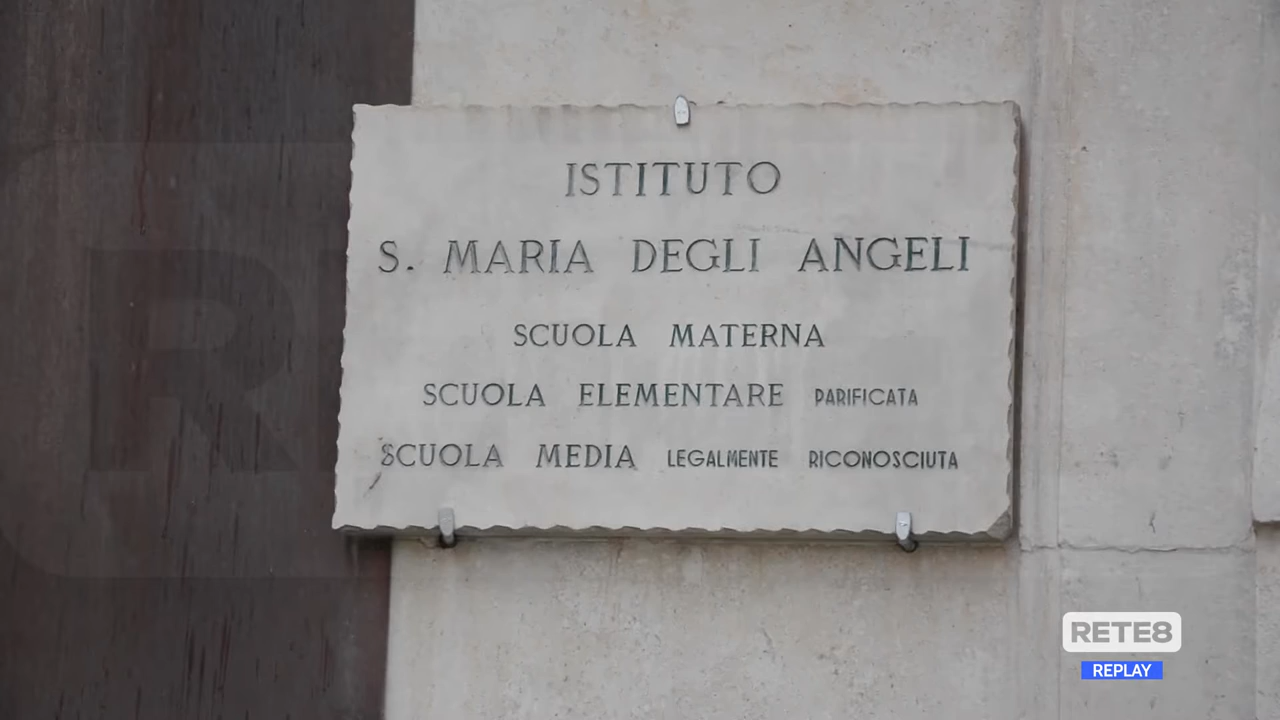 ISTITUTO
S. MARIA DEGLI ANGELI
SCUOLA MATERNA
SCUOLA ELEMENTARE PARIFICATA
SCUOLA MEDIA LEGALMENTE RICONOSCIUTA
RETE8
REPLAY